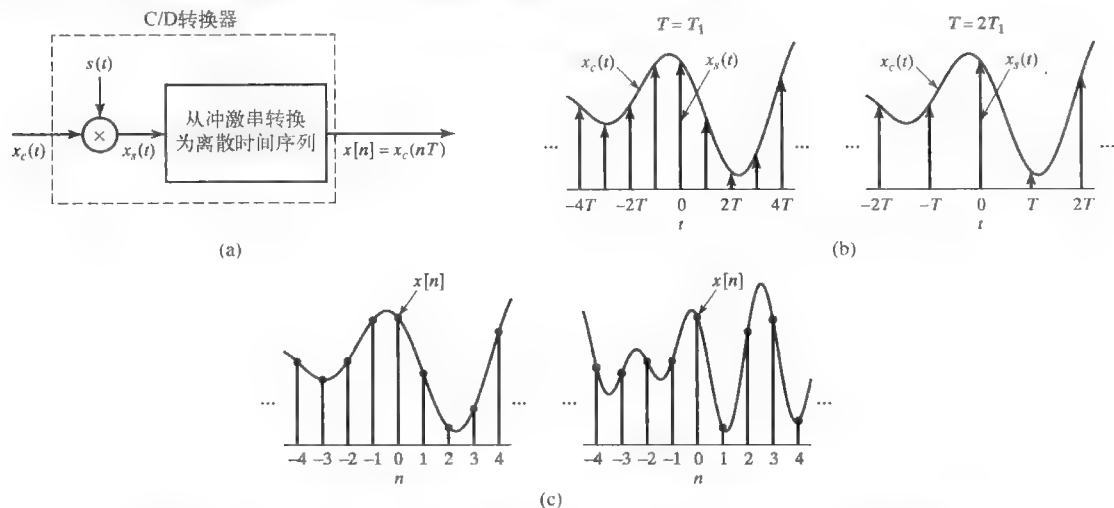 C/D转换器
s(t)
×
从冲激串转换
为离散时间序列
x_c(t)
x_s(t)
x[n] = x_c(nT)
(a)
T = T_1
x_c(t)
x_s(t)
...
...
-4T
-2T
0
2T
4T
t
T = 2T_1
x_c(t)
x_s(t)
...
...
-2T
-T
0
T
2T
t
(b)
x[n]
...
...
-4 -3 -2 -1 0 1 2 3 4
n
x[n]
...
...
-4 -3 -2 -1 0 1 2 3 4
n
(c)